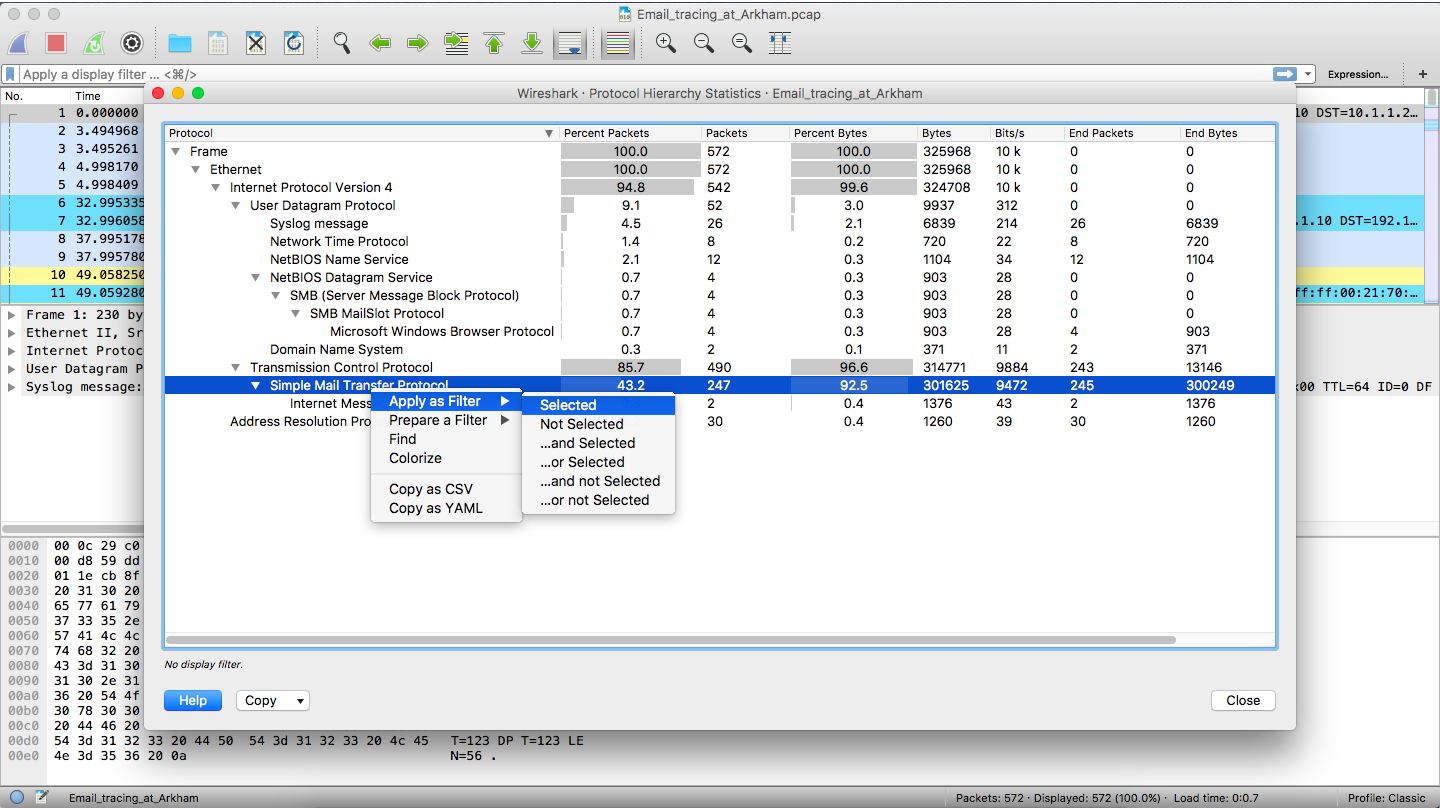 Email_tracing_at_Arkham.pcap
Apply a display filter ... <⌘/>
Expression...
+
No. Time
Wireshark · Protocol Hierarchy Statistics · Email_tracing_at_Arkham
1 0.000000
10 DST=10.1.1.2…
2 3.494968
3 3.495261
4 4.998170
5 4.998409
6 32.995335
7 32.996058
.1.10 DST=192.1…
8 37.995178
9 37.995780
10 49.058250
11 49.059280
ff:ff:00:21:70:…
Protocol Percent Packets Packets Percent Bytes Bytes Bits/s End Packets End Bytes
Frame 100.0 572 100.0 325968 10 k 0 0
Ethernet 100.0 572 100.0 325968 10 k 0 0
Internet Protocol Version 4 94.8 542 99.6 324708 10 k 0 0
User Datagram Protocol 9.1 52 3.0 9937 312 0 0
Syslog message 4.5 26 2.1 6839 214 26 6839
Network Time Protocol 1.4 8 0.2 720 22 8 720
NetBIOS Name Service 2.1 12 0.3 1104 34 12 1104
NetBIOS Datagram Service 0.7 4 0.3 903 28 0 0
SMB (Server Message Block Protocol) 0.7 4 0.3 903 28 0 0
SMB MailSlot Protocol 0.7 4 0.3 903 28 0 0
Microsoft Windows Browser Protocol 0.7 4 0.3 903 28 4 903
Domain Name System 0.3 2 0.1 371 11 2 371
Transmission Control Protocol 85.7 490 96.6 314771 9884 243 13146
Simple Mail Transfer Protocol 43.2 247 92.5 301625 9472 245 300249
Internet Mess 2 0.4 1376 43 2 1376
Address Resolution Pro 30 0.4 1260 39 30 1260
Apply as Filter
Prepare a Filter
Find
Colorize
Copy as CSV
Copy as YAML
Selected
Not Selected
...and Selected
...or Selected
...and not Selected
...or not Selected
Frame 1: 230 by
Ethernet II, Sr
Internet Protoc
User Datagram P
Syslog message:
x00 TTL=64 ID=0 DF
No display filter.
Help
Copy
Close
0000 00 0c 29 c0
0010 00 d8 59 dd
0020 01 1e cb 8f
0030 20 31 30 20
0040 65 77 61 79
0050 37 33 35 2e
0060 57 41 4c 4c
0070 74 68 32 20
0080 43 3d 31 30
0090 31 30 2e 31
00a0 36 20 54 4f
00b0 30 78 30 30
00c0 20 44 46 20
00d0 54 3d 31 32 33 20 44 50 54 3d 31 32 33 20 4c 45 T=123 DP T=123 LE
00e0 4e 3d 35 36 20 0a N=56 .
Email_tracing_at_Arkham
Packets: 572 · Displayed: 572 (100.0%) · Load time: 0:0.7
Profile: Classic